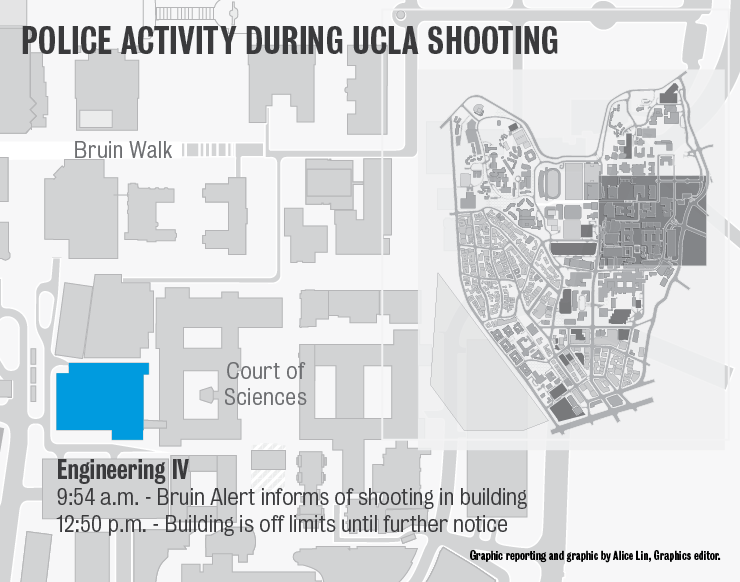 POLICE ACTIVITY DURING UCLA SHOOTING
Bruin Walk
Court of
Sciences
Engineering IV
9:54 a.m. - Bruin Alert informs of shooting in building
12:50 p.m. - Building is off limits until further notice
Graphic reporting and graphic by Alice Lin, Graphics editor.